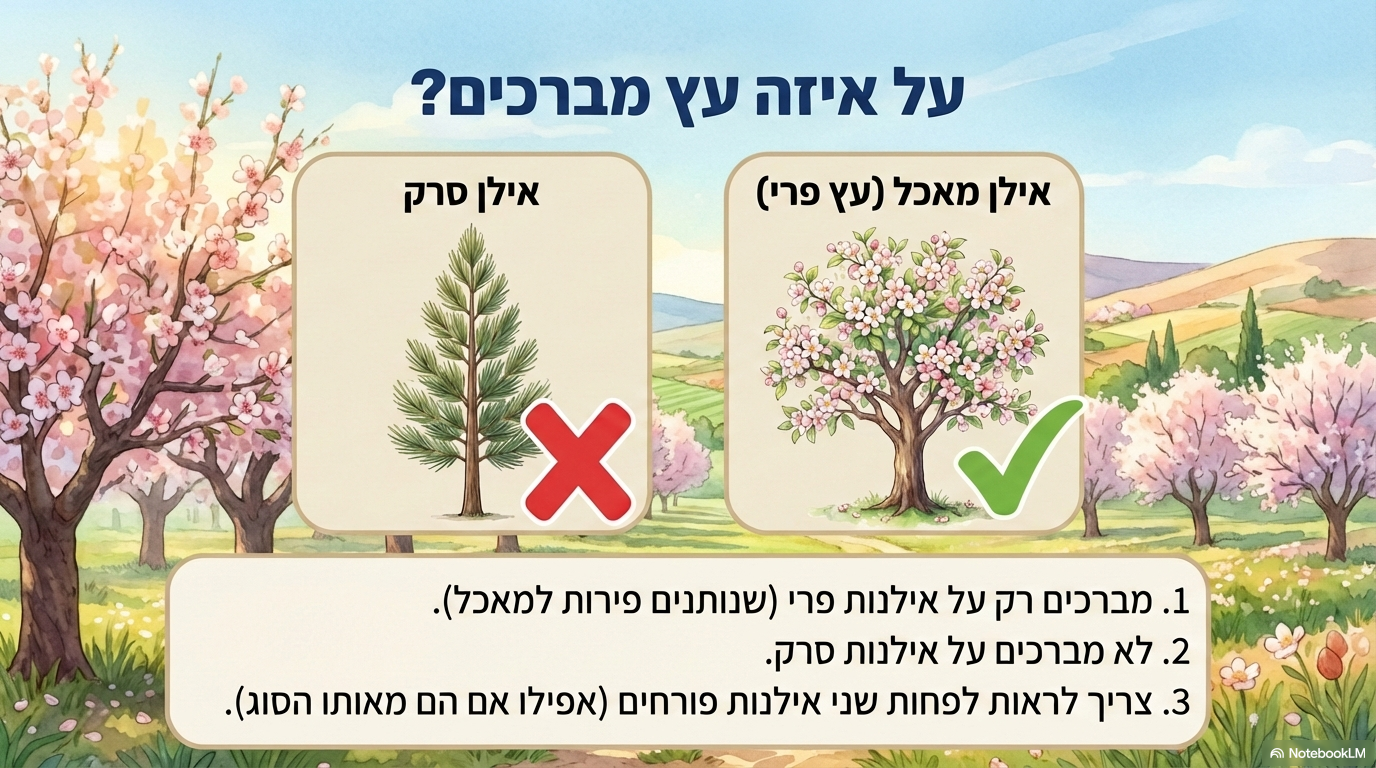 על איזה עץ מברכים?
אילן מאכל (עץ פרי)
אילן סרק
1. מברכים רק על אילנות פרי (שנותנים פירות למאכל).
2. לא מברכים על אילנות סרק.
3. צריך לראות לפחות שני אילנות פורחים (אפילו אם הם מאותו הסוג).
NotebookLM